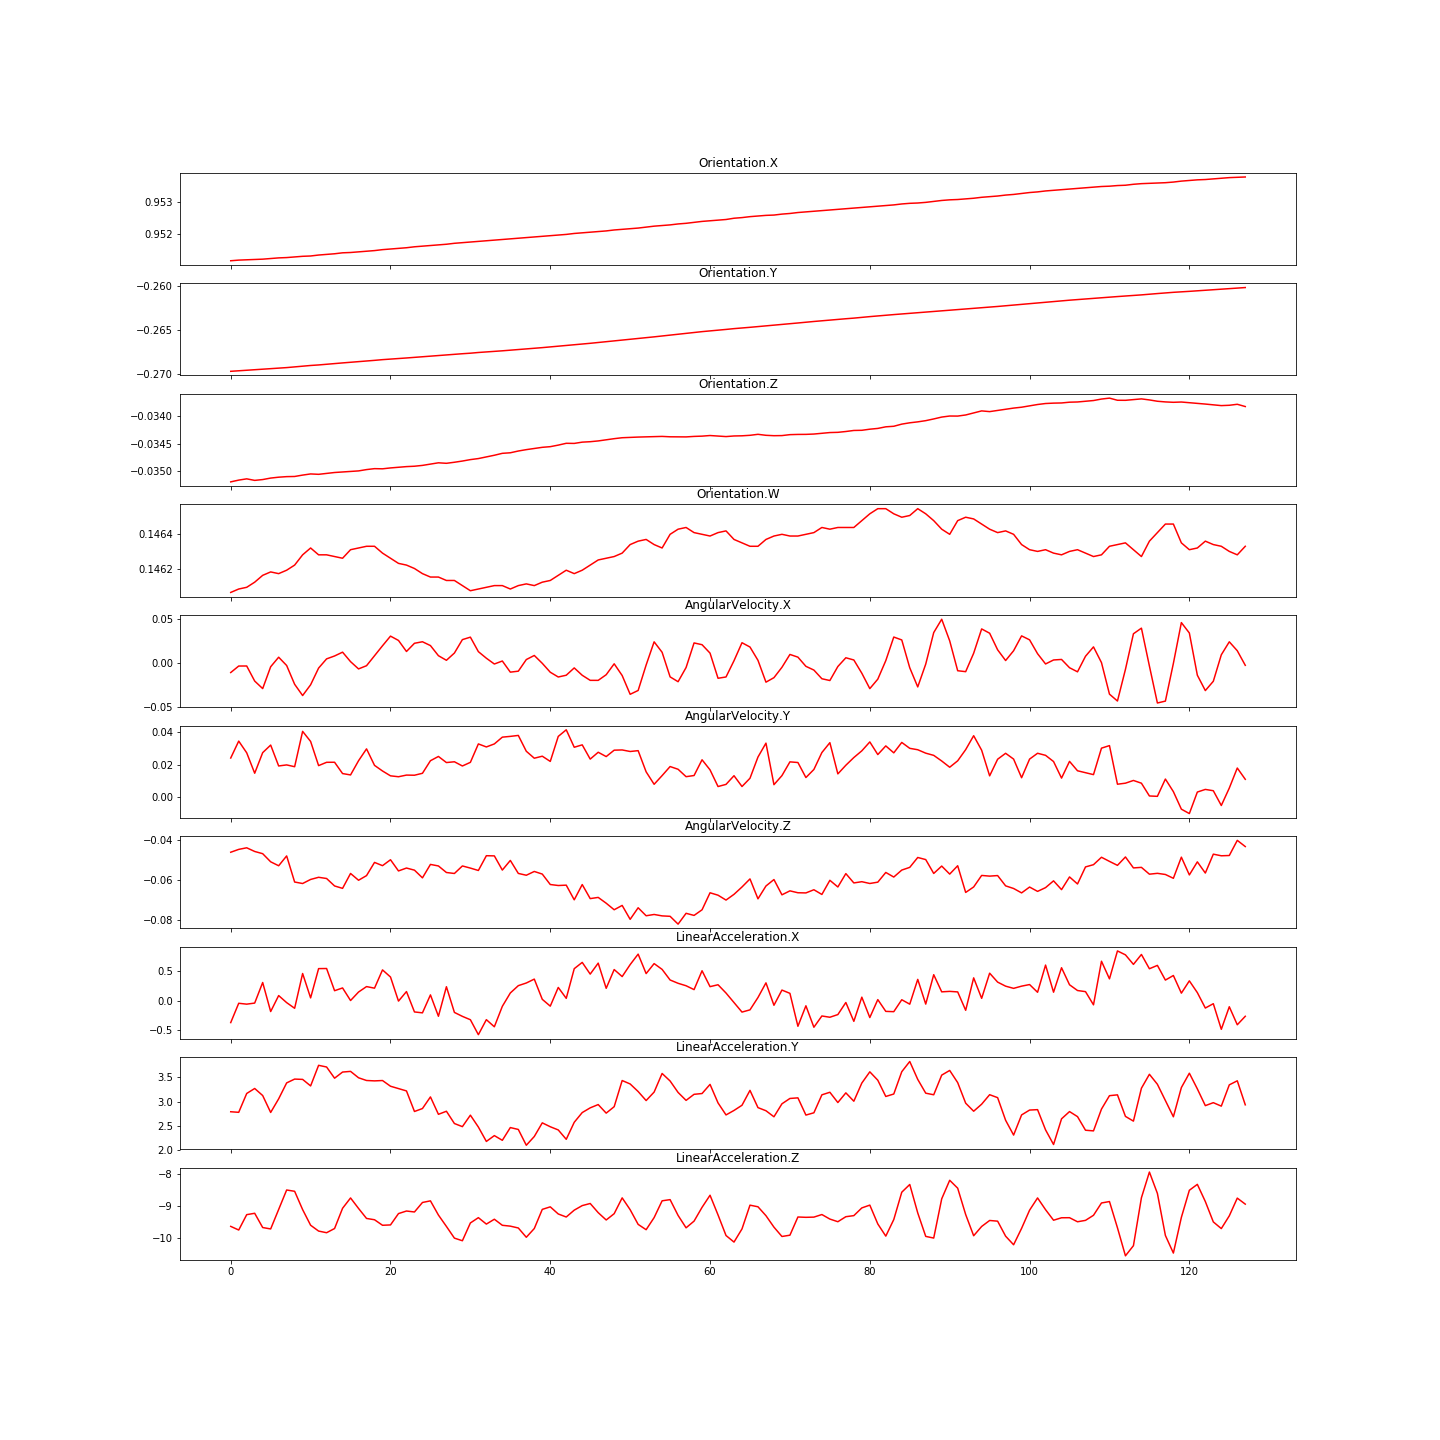 Orientation.X
0.953
0.952
Orientation.Y
−0.260
−0.265
−0.270
Orientation.Z
−0.0340
−0.0345
−0.0350
Orientation.W
0.1464
0.1462
AngularVelocity.X
0.05
0.00
−0.05
AngularVelocity.Y
0.04
0.02
0.00
AngularVelocity.Z
−0.04
−0.06
−0.08
LinearAcceleration.X
0.5
0.0
−0.5
LinearAcceleration.Y
3.5
3.0
2.5
2.0
LinearAcceleration.Z
−8
−9
−10
0 20 40 60 80 100 120